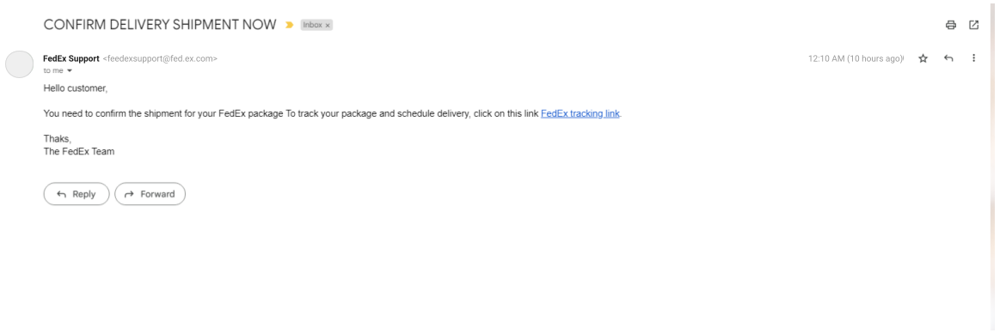 CONFIRM DELIVERY SHIPMENT NOW Inbox x
FedEx Support <feedexsupport@fed.ex.com> 12:10 AM (10 hours ago)
to me
Hello customer,
You need to confirm the shipment for your FedEx package To track your package and schedule delivery, click on this link FedEx tracking link.
Thaks,
The FedEx Team
Reply Forward